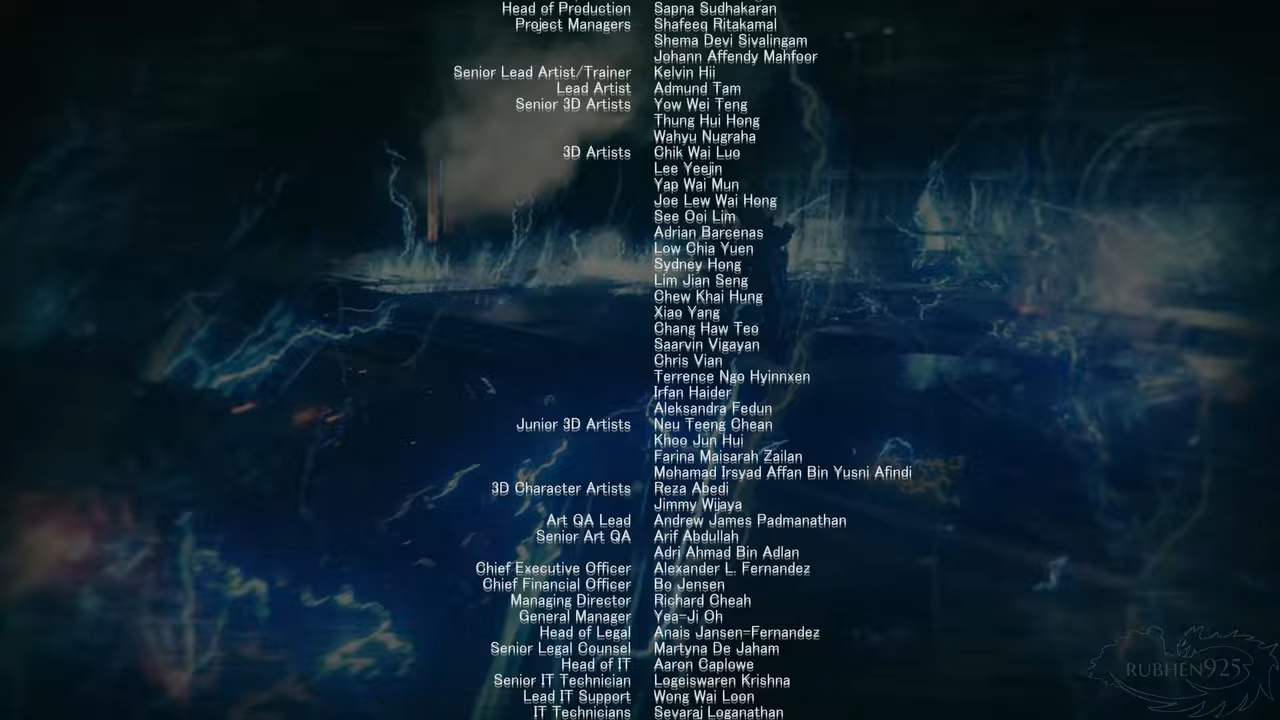 Head of Production Sapna Sudhakaran
Project Managers Shafeeq Ritakamal
Shema Devi Sivalingam
Johann Affendy Mahfoor
Senior Lead Artist/Trainer Kelvin Hii
Lead Artist Admund Tam
Senior 3D Artists Yow Wei Teng
Thung Hui Hong
Wahyu Nugraha
3D Artists Chik Wai Luo
Lee Yeejin
Yap Wai Mun
Joe Lew Wai Hong
See Ooi Lim
Adrian Barcenas
Low Chia Yuen
Sydney Hong
Lim Jian Seng
Chew Khai Hung
Xiao Yang
Chang Haw Teo
Saarvin Vigayan
Chris Vian
Terrence Ngo Hyinnxen
Irfan Haider
Aleksandra Fedun
Junior 3D Artists Neu Teeng Chean
Khoo Jun Hui
Farina Maisarah Zailan
Mohamad Irsyad Affan Bin Yusni Afindi
3D Character Artists Reza Abedi
Jimmy Wijaya
Art QA Lead Andrew James Padmanathan
Senior Art QA Arif Abdullah
Adri Ahmad Bin Adlan
Chief Executive Officer Alexander L. Fernandez
Chief Financial Officer Bo Jensen
Managing Director Richard Cheah
General Manager Yea-Ji Oh
Head of Legal Anais Jansen-Fernandez
Senior Legal Counsel Martyna De Jaham
Head of IT Aaron Caplowe
Senior IT Technician Logeiswaren Krishna
Lead IT Support Wong Wai Loon
IT Technicians Sevaraj Loganathan
RUBHEN925